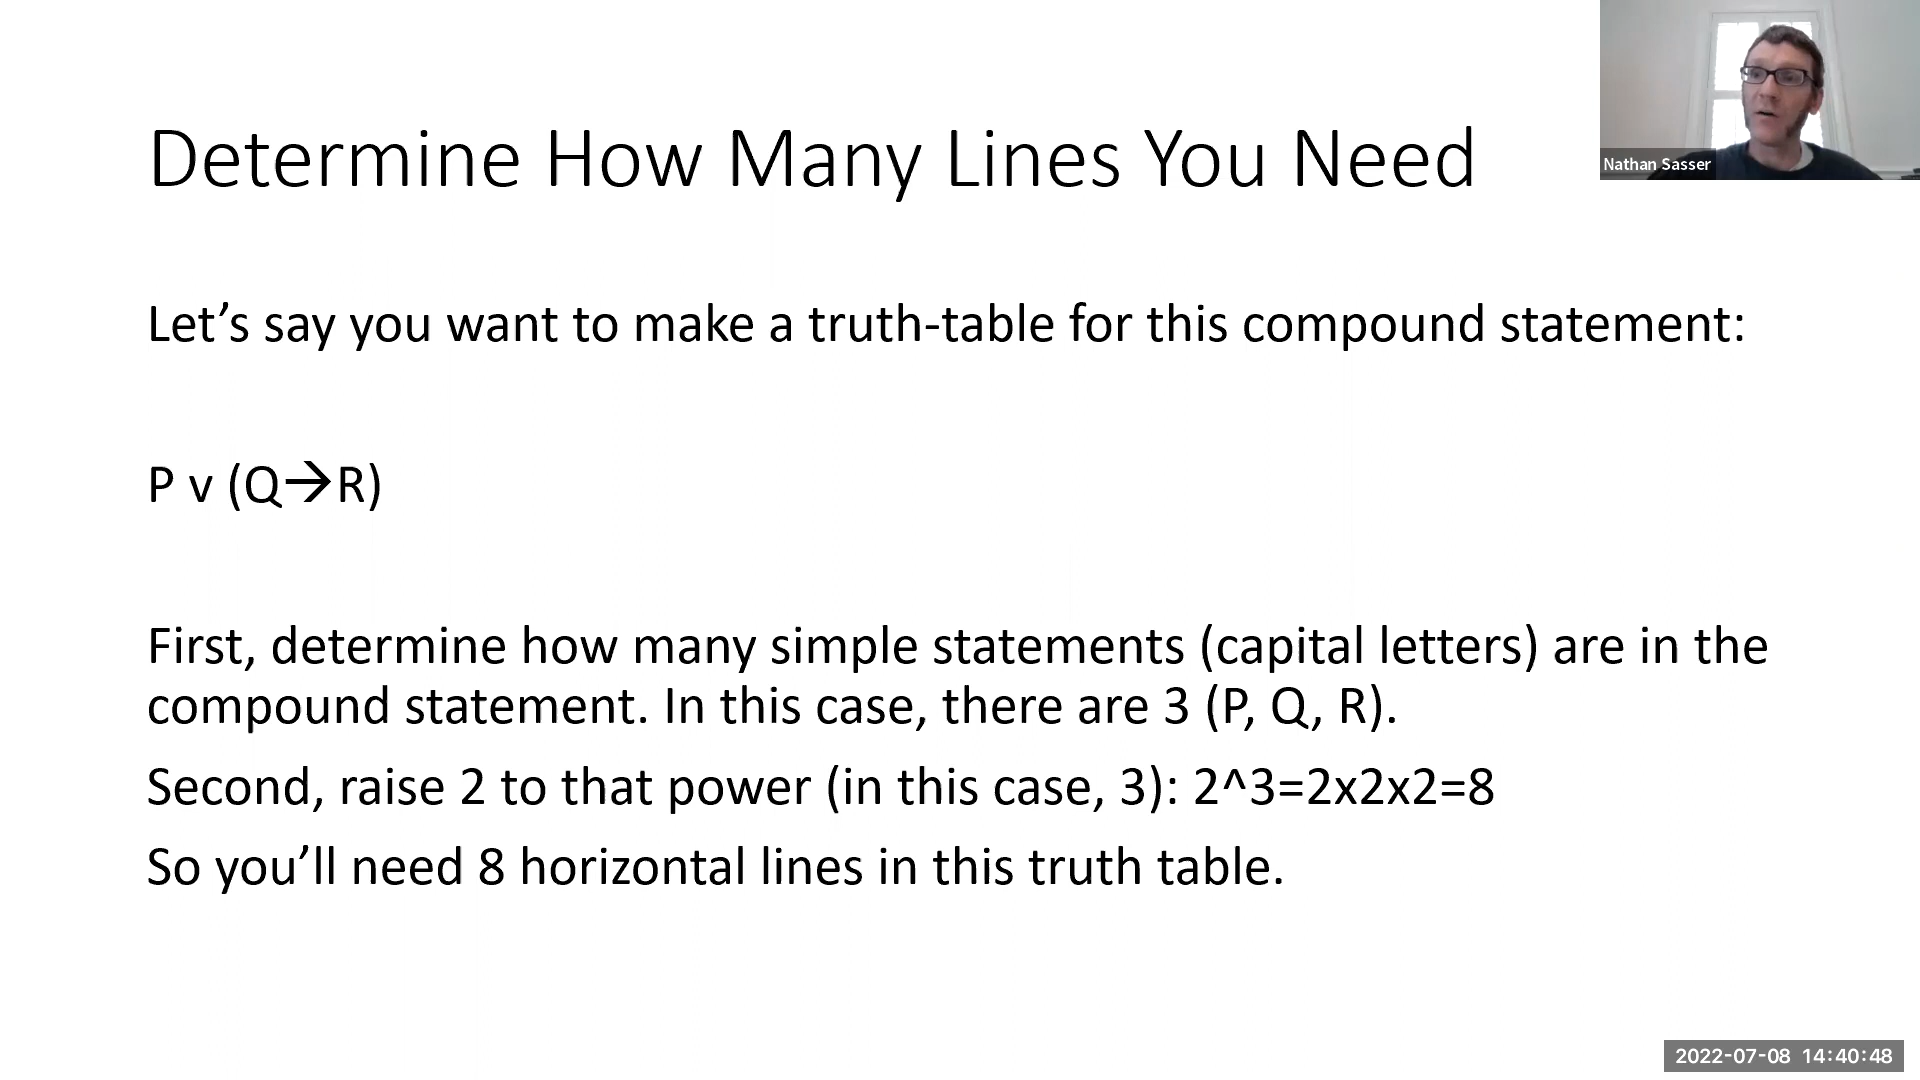 Determine How Many Lines You Need
Nathan Sasser
Let’s say you want to make a truth-table for this compound statement:
P v (Q→R)
First, determine how many simple statements (capital letters) are in the
compound statement. In this case, there are 3 (P, Q, R).
Second, raise 2 to that power (in this case, 3): 2^3=2x2x2=8
So you’ll need 8 horizontal lines in this truth table.
2022-07-08 14:40:48